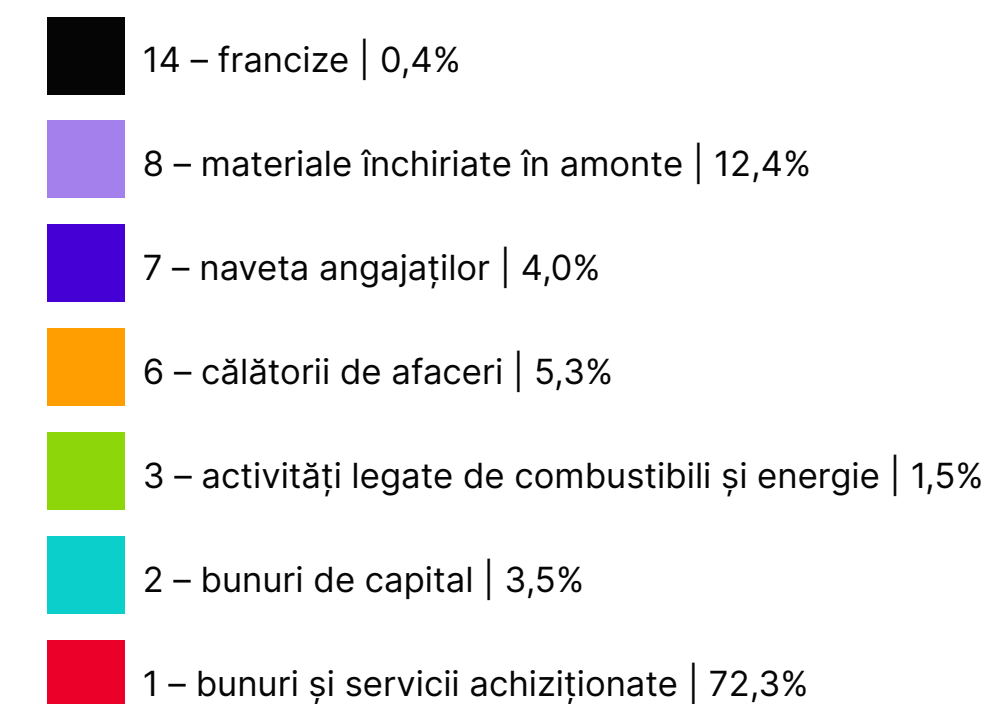 14 – francize | 0,4%
8 – materiale închiriate în amonte | 12,4%
7 – naveta angajaților | 4,0%
6 – călătorii de afaceri | 5,3%
3 – activități legate de combustibili și energie | 1,5%
2 – bunuri de capital | 3,5%
1 – bunuri și servicii achiziționate | 72,3%